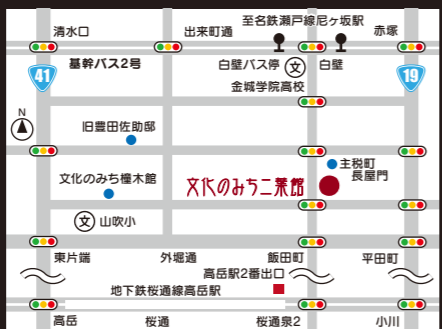 至名鉄瀬戸線尼ヶ坂駅
清水口
出来町通
赤塚
基幹バス2号
白壁バス停
文
白壁
金城学院高校
41
19
N
旧豊田佐助邸
主税町
長屋門
文化のみち橦木館
文化のみち二葉館
文
山吹小
東片端
外堀通
飯田町
平田町
高岳駅2番出口
地下鉄桜通線高岳駅
高岳
桜通
桜通泉2
小川